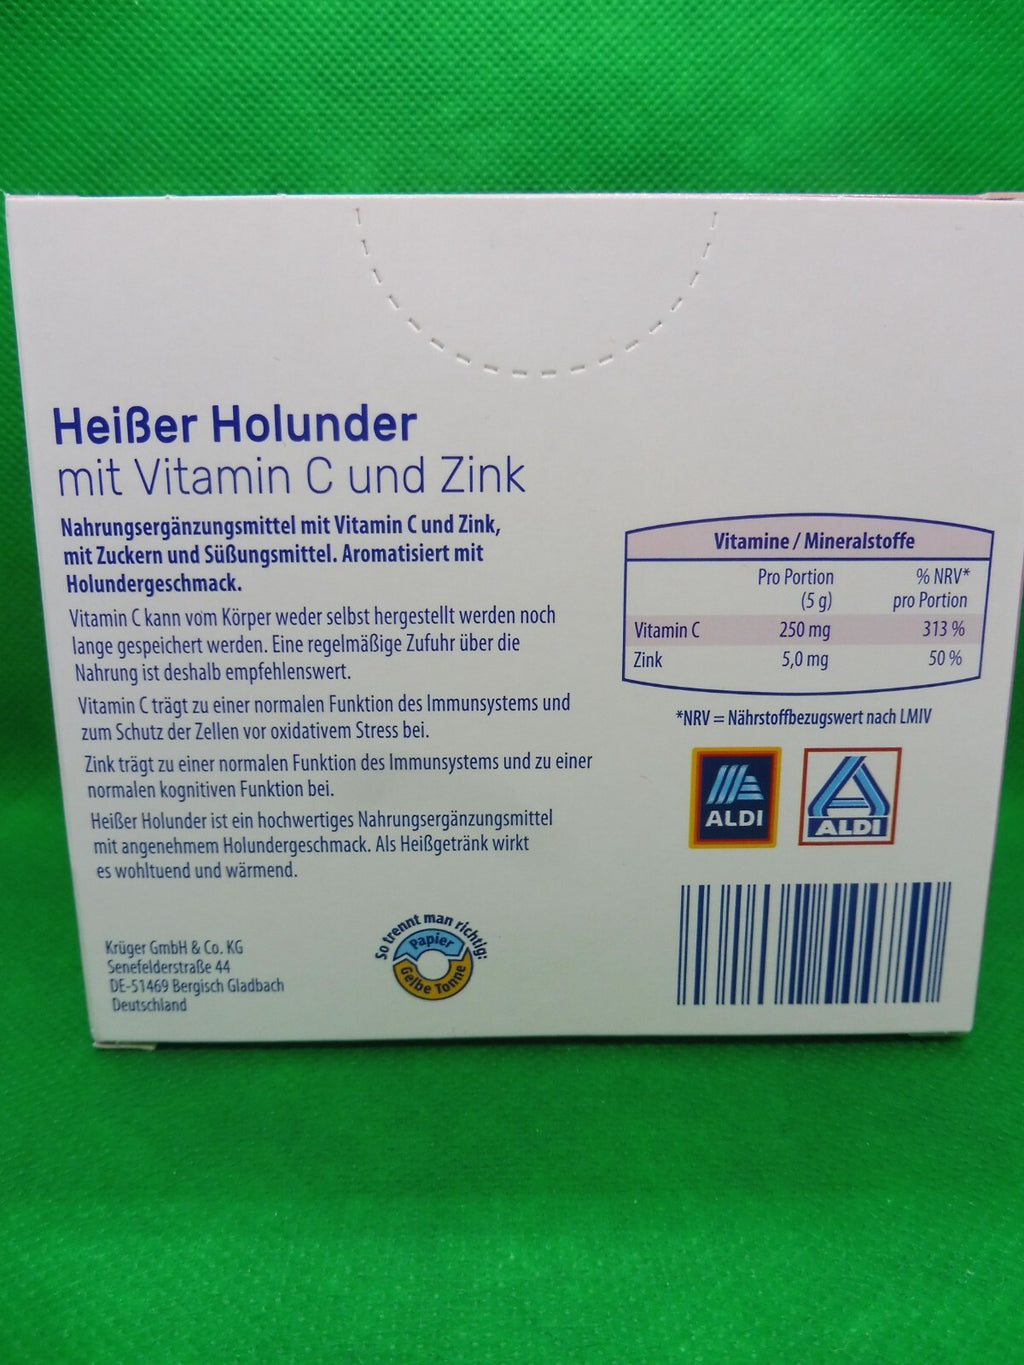 Heißer Holunder
mit Vitamin C und Zink
Nahrungsergänzungsmittel mit Vitamin C und Zink,
mit Zuckern und Süßungsmittel. Aromatisiert mit
Holundergeschmack.
Vitamin C kann vom Körper weder selbst hergestellt werden noch
lange gespeichert werden. Eine regelmäßige Zufuhr über die
Nahrung ist deshalb empfehlenswert.
Vitamin C trägt zu einer normalen Funktion des Immunsystems und
zum Schutz der Zellen vor oxidativem Stress bei.
Zink trägt zu einer normalen Funktion des Immunsystems und zu einer
normalen kognitiven Funktion bei.
Heißer Holunder ist ein hochwertiges Nahrungsergänzungsmittel
mit angenehmem Holundergeschmack. Als Heißgetränk wirkt
es wohltuend und wärmend.
Krüger GmbH & Co. KG
Senefelderstraße 44
DE-51469 Bergisch Gladbach
Deutschland
So trennt man richtig:
Papier
Gelbe Tonne
Vitamine / Mineralstoffe
Pro Portion % NRV*
(5 g) pro Portion
Vitamin C 250 mg 313 %
Zink 5,0 mg 50 %
*NRV = Nährstoffbezugswert nach LMIV
ALDI ALDI